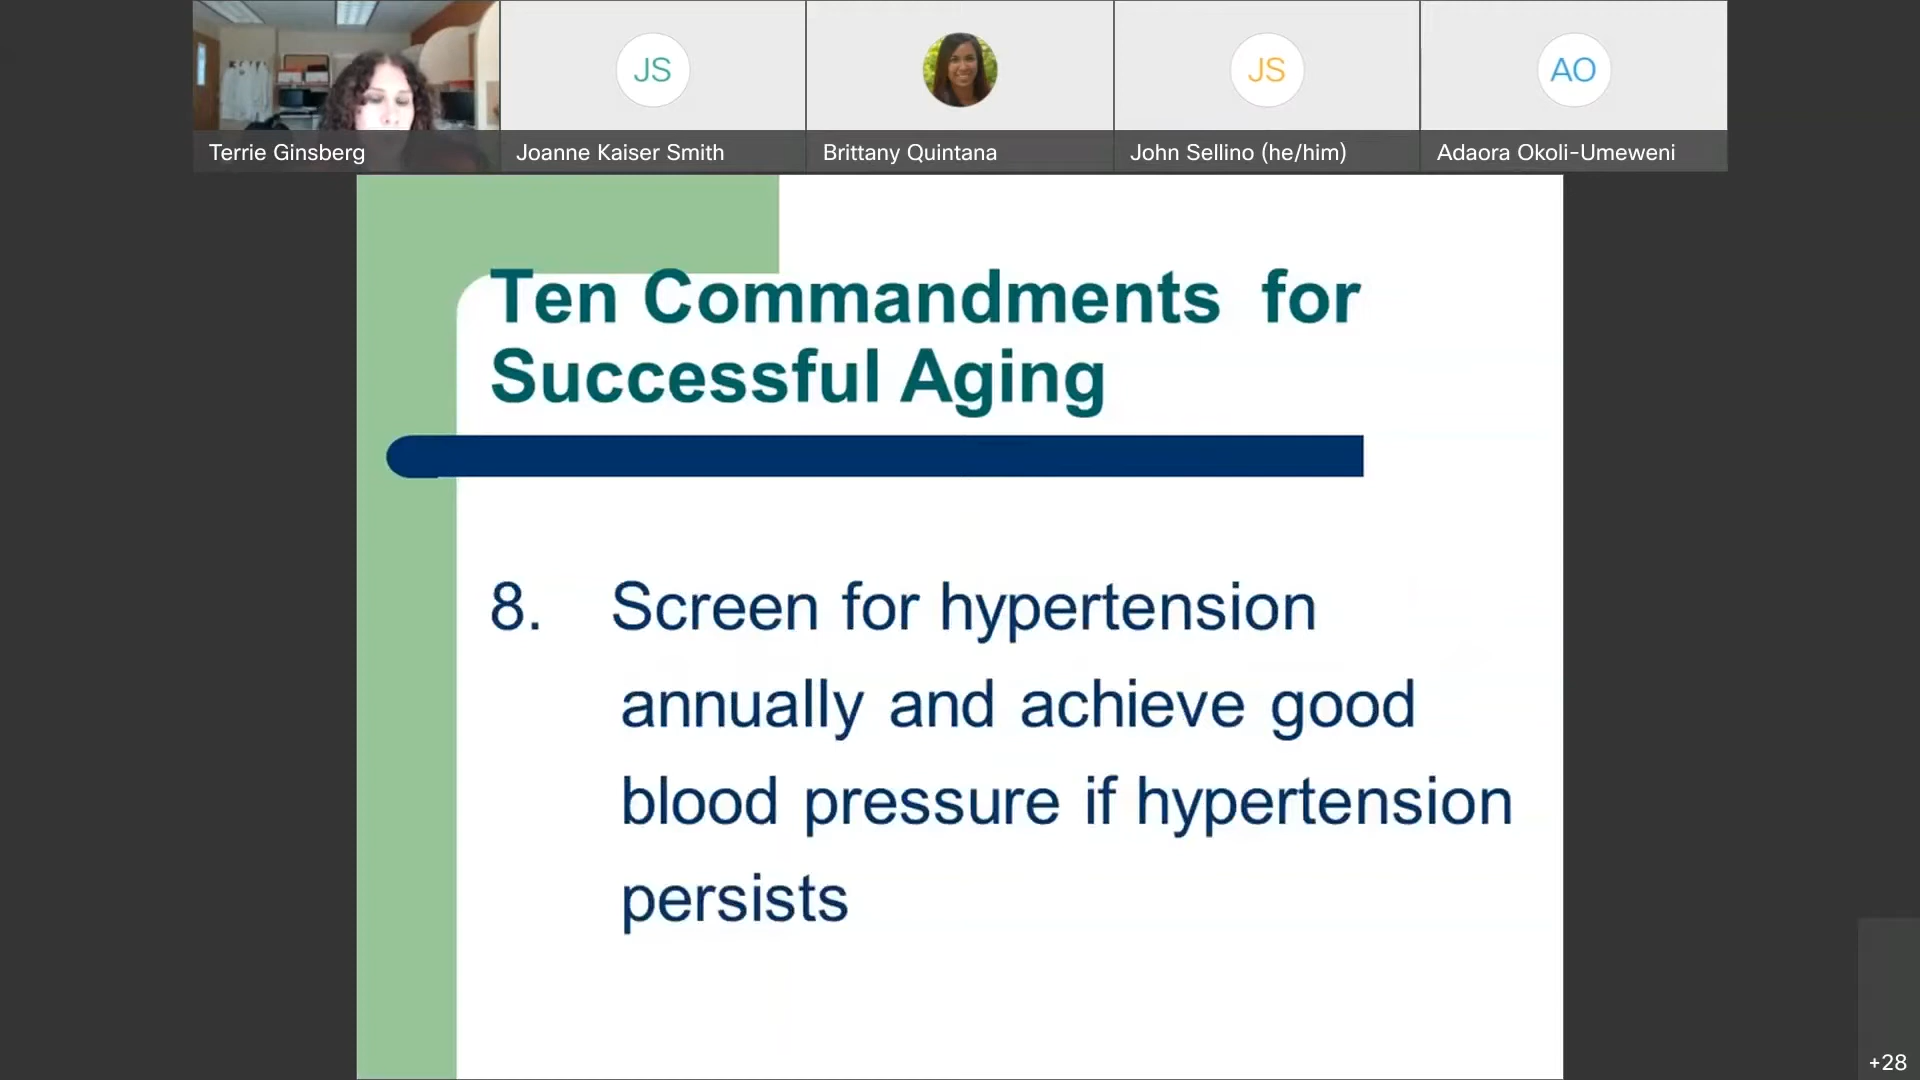 JS
JS
AO
Terrie Ginsberg
Joanne Kaiser Smith
Brittany Quintana
John Sellino (he/him)
Adaora Okoli-Umeweni
Ten Commandments for
Successful Aging
8. Screen for hypertension
annually and achieve good
blood pressure if hypertension
persists
+28